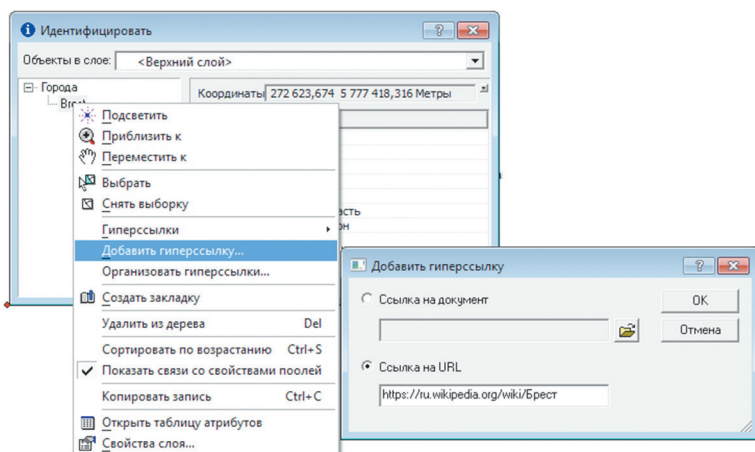 Идентифицировать
Объекты в слое: <Верхний слой>
Города
Координаты 272 623,674 5 777 418,316 Метры
Подсветить
Приблизить к
Переместить к
Выбрать
Снять выборку
Гиперссылки
Добавить гиперссылку...
Организовать гиперссылки...
Создать закладку
Удалить из дерева Del
Сортировать по возрастанию Ctrl+S
Показать связи со свойствами поолей
Копировать запись Ctrl+C
Открыть таблицу атрибутов
Свойства слоя...
Добавить гиперссылку
Ссылка на документ
OK
Отмена
Ссылка на URL
https://ru.wikipedia.org/wiki/Брест